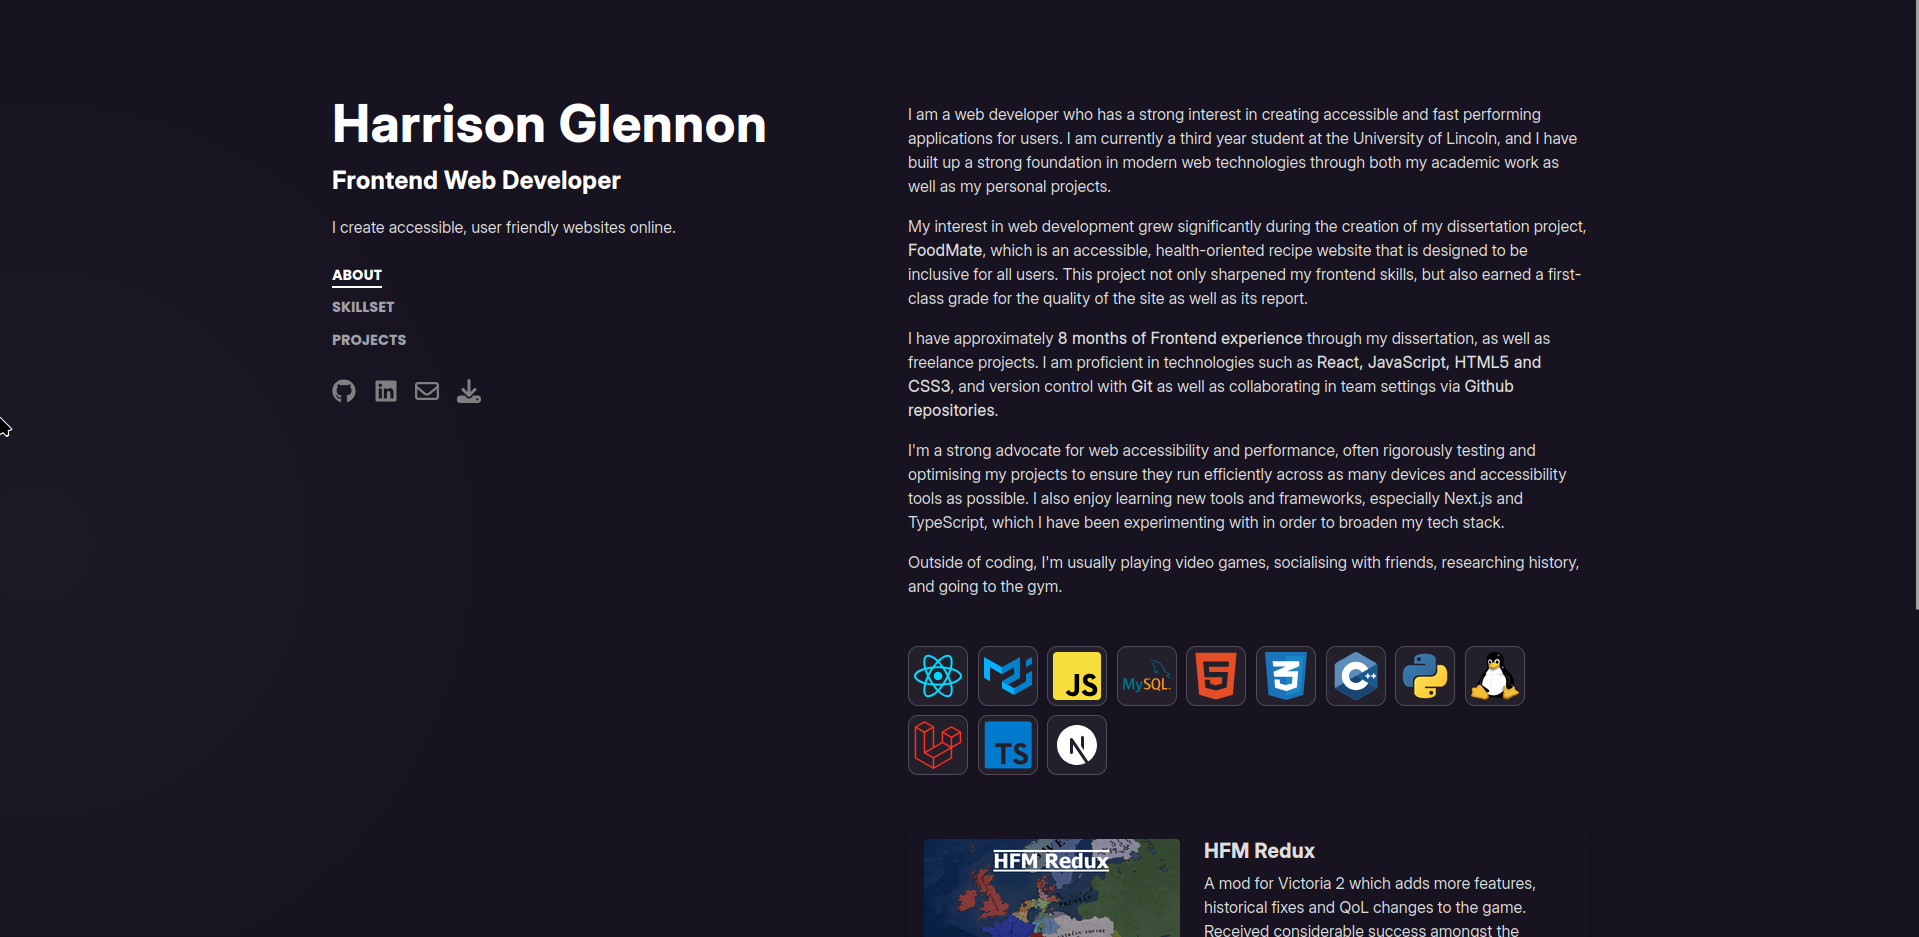 Harrison Glennon
Frontend Web Developer
I create accessible, user friendly websites online.
ABOUT
SKILLSET
PROJECTS
I am a web developer who has a strong interest in creating accessible and fast performing
applications for users. I am currently a third year student at the University of Lincoln, and I have
built up a strong foundation in modern web technologies through both my academic work as
well as my personal projects.
My interest in web development grew significantly during the creation of my dissertation project,
FoodMate, which is an accessible, health-oriented recipe website that is designed to be
inclusive for all users. This project not only sharpened my frontend skills, but also earned a first-
class grade for the quality of the site as well as its report.
I have approximately 8 months of Frontend experience through my dissertation, as well as
freelance projects. I am proficient in technologies such as React, JavaScript, HTML5 and
CSS3, and version control with Git as well as collaborating in team settings via Github
repositories.
I'm a strong advocate for web accessibility and performance, often rigorously testing and
optimising my projects to ensure they run efficiently across as many devices and accessibility
tools as possible. I also enjoy learning new tools and frameworks, especially Next.js and
TypeScript, which I have been experimenting with in order to broaden my tech stack.
Outside of coding, I'm usually playing video games, socialising with friends, researching history,
and going to the gym.
JS
MySQL
5
3
C++
TS
N
HFM Redux
PRUSSIA
EMPIRE
HFM Redux
A mod for Victoria 2 which adds more features,
historical fixes and QoL changes to the game.
Received considerable success amongst the